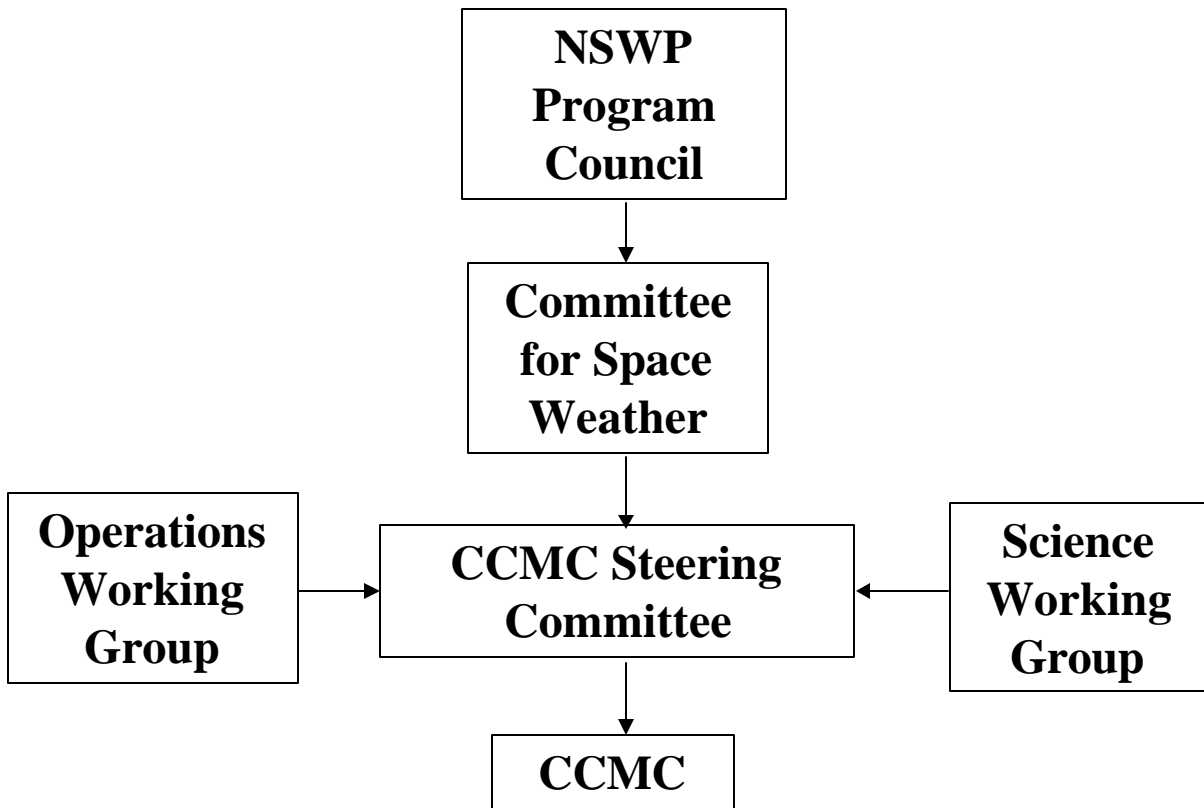 NSWP
Program
Council
Committee
for Space
Weather
Operations
Working
Group
CCMC Steering
Committee
Science
Working
Group
CCMC